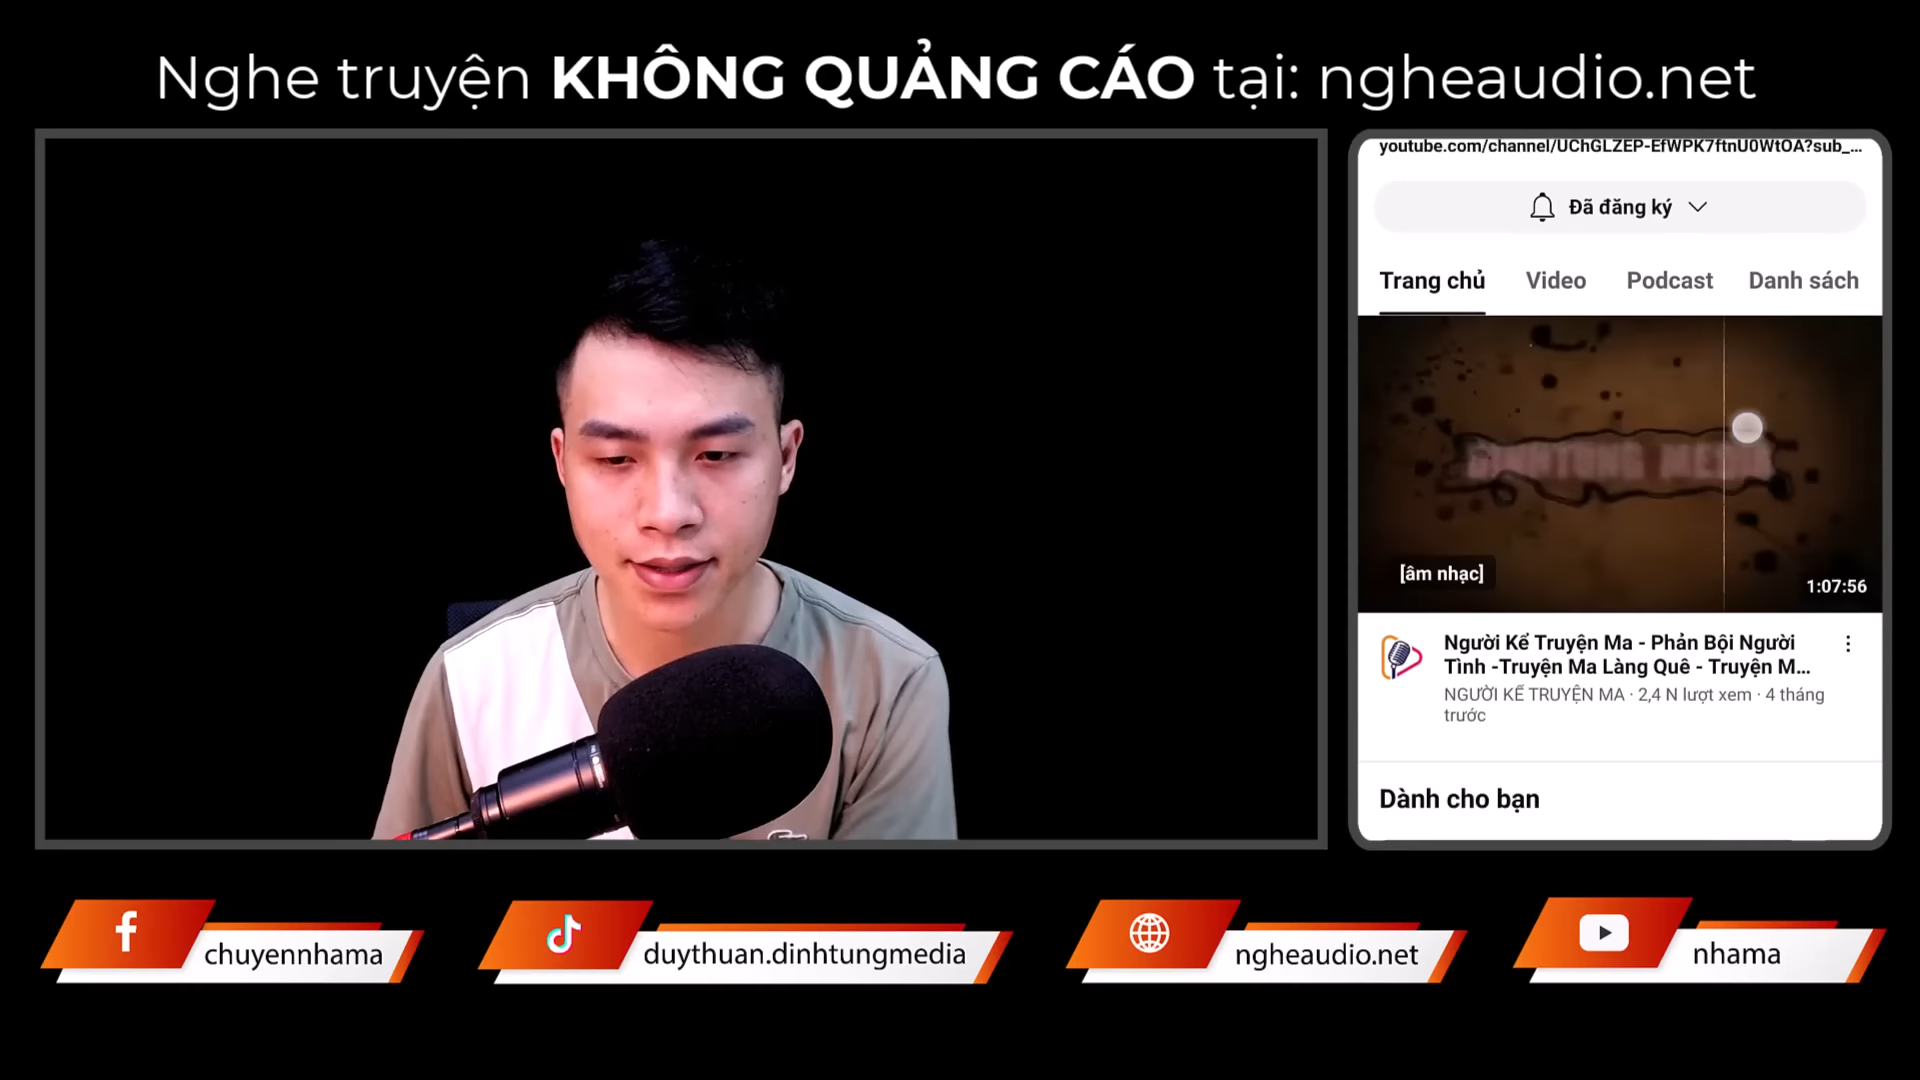 Nghe truyện KHÔNG QUẢNG CÁO tại: ngheaudio.net
youtube.com/channel/UChGLZEP-EfWPK7ftnU0WtOA?sub_...
Đã đăng ký
Trang chủ Video Podcast Danh sách
DINHTUNG MEDIA
[âm nhạc]
1:07:56
Người Kể Truyện Ma - Phản Bội Người
Tình -Truyện Ma Làng Quê - Truyện M...
NGƯỜI KỂ TRUYỆN MA · 2,4 N lượt xem · 4 tháng
trước
Dành cho bạn
chuyennhama
duythuan.dinhtungmedia
ngheaudio.net
nhama